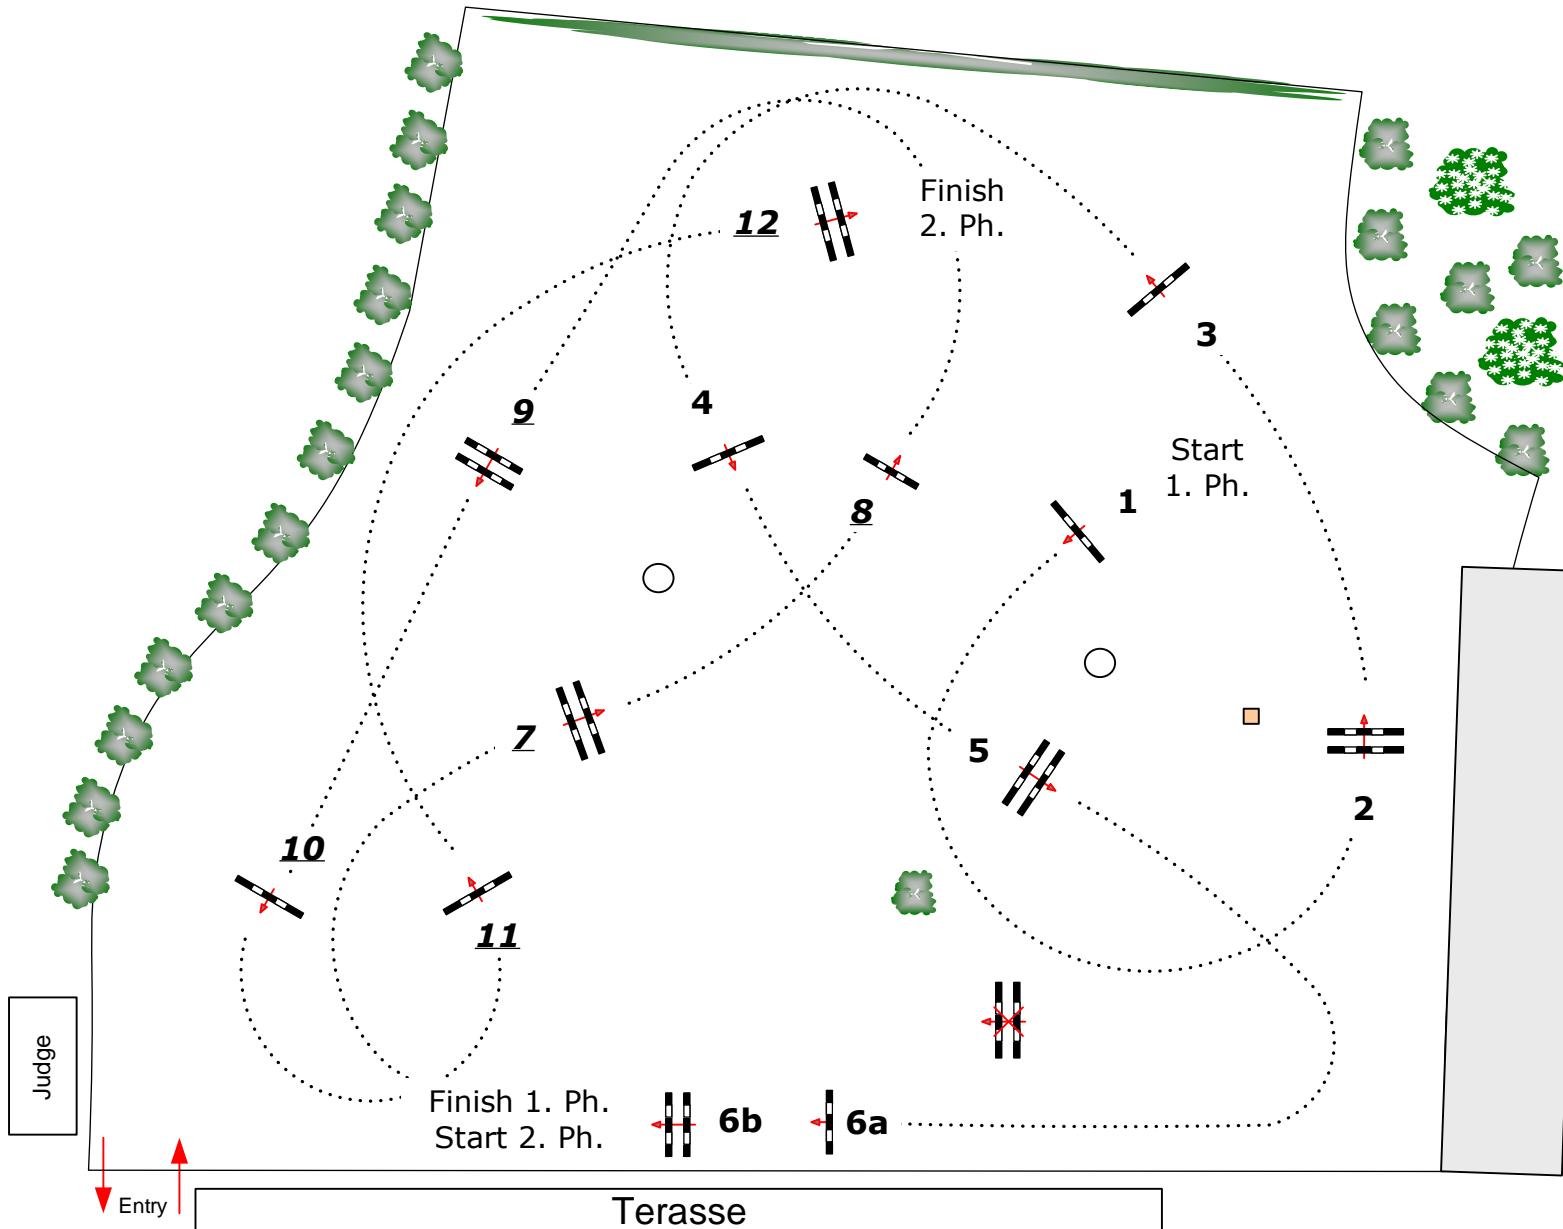 Finish
2. Ph.
12
3
9
4
Start
1. Ph.
1
8
7
5
2
10
11
Judge
Finish 1. Ph.
Start 2. Ph.
6b
6a
Entry
Terasse